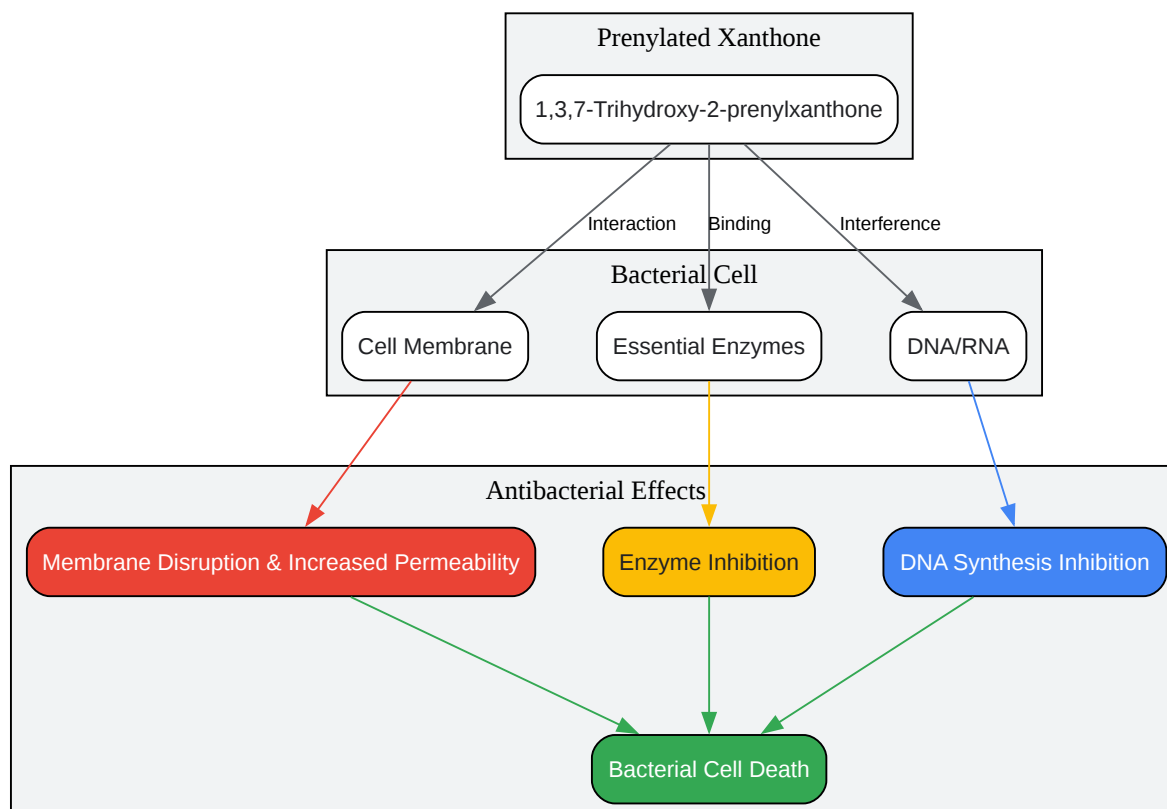 Prenylated Xanthone
1,3,7-Trihydroxy-2-prenylxanthone
Interaction
Binding
Interference
Bacterial Cell
Cell Membrane
Essential Enzymes
DNA/RNA
Antibacterial Effects
Membrane Disruption & Increased Permeability
Enzyme Inhibition
DNA Synthesis Inhibition
Bacterial Cell Death